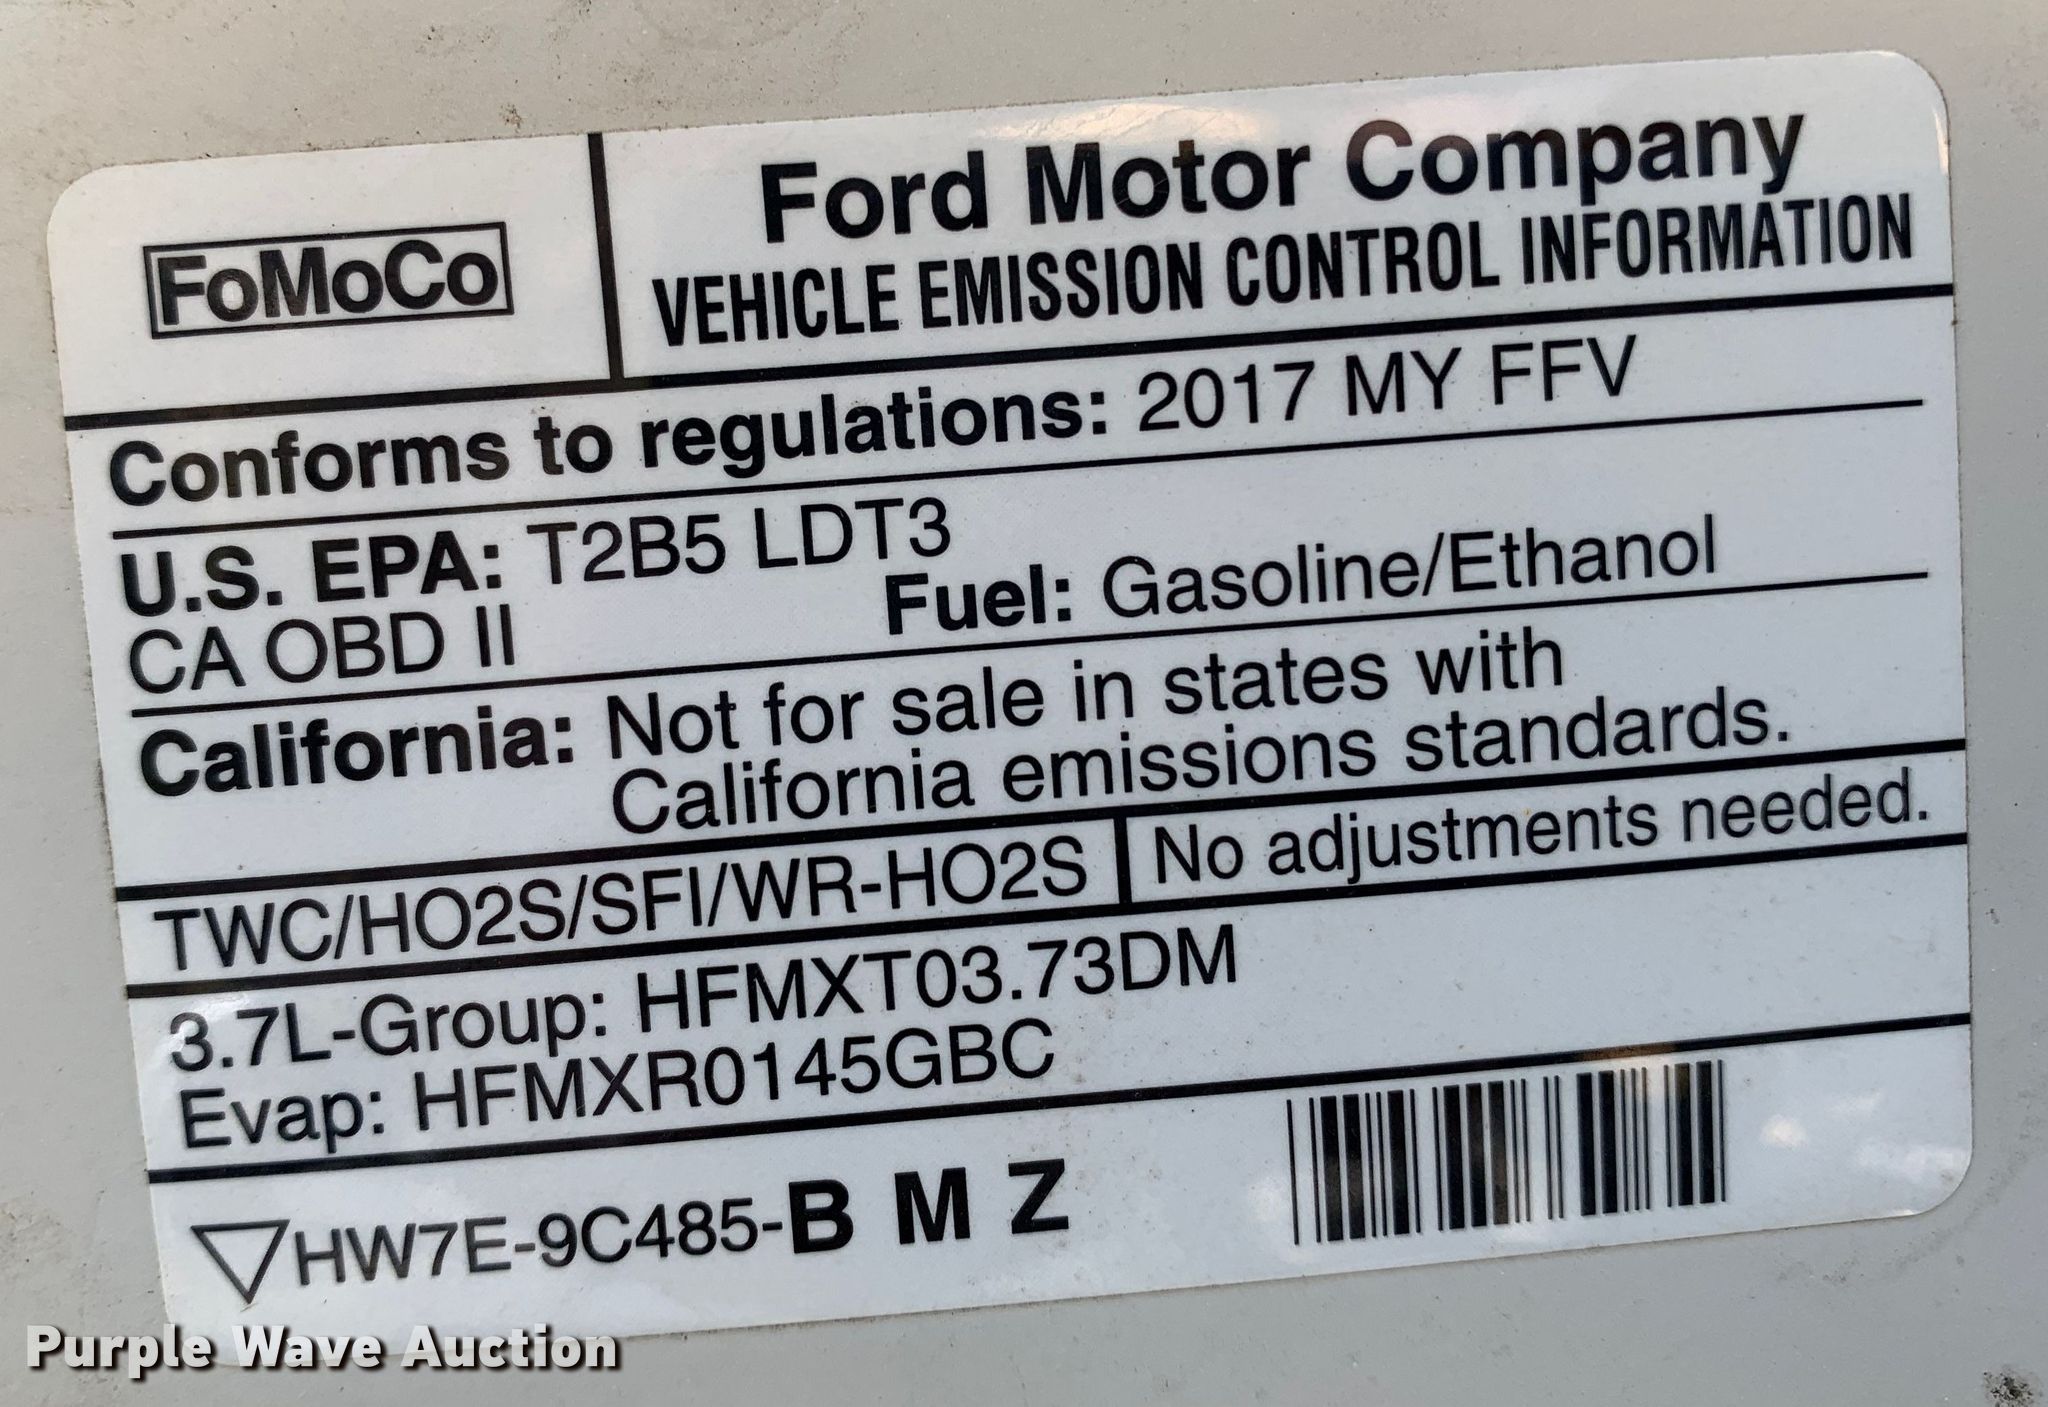 FoMoCo
Ford Motor Company
VEHICLE EMISSION CONTROL INFORMATION
Conforms to regulations: 2017 MY FFV
U.S. EPA: T2B5 LDT3
CA OBD II
Fuel: Gasoline/Ethanol
California: Not for sale in states with
California emissions standards.
TWC/HO2S/SFI/WR-HO2S
No adjustments needed.
3.7L-Group: HFMXT03.73DM
Evap: HFMXR0145GBC
HW7E-9C485-B M Z
Purple Wave Auction